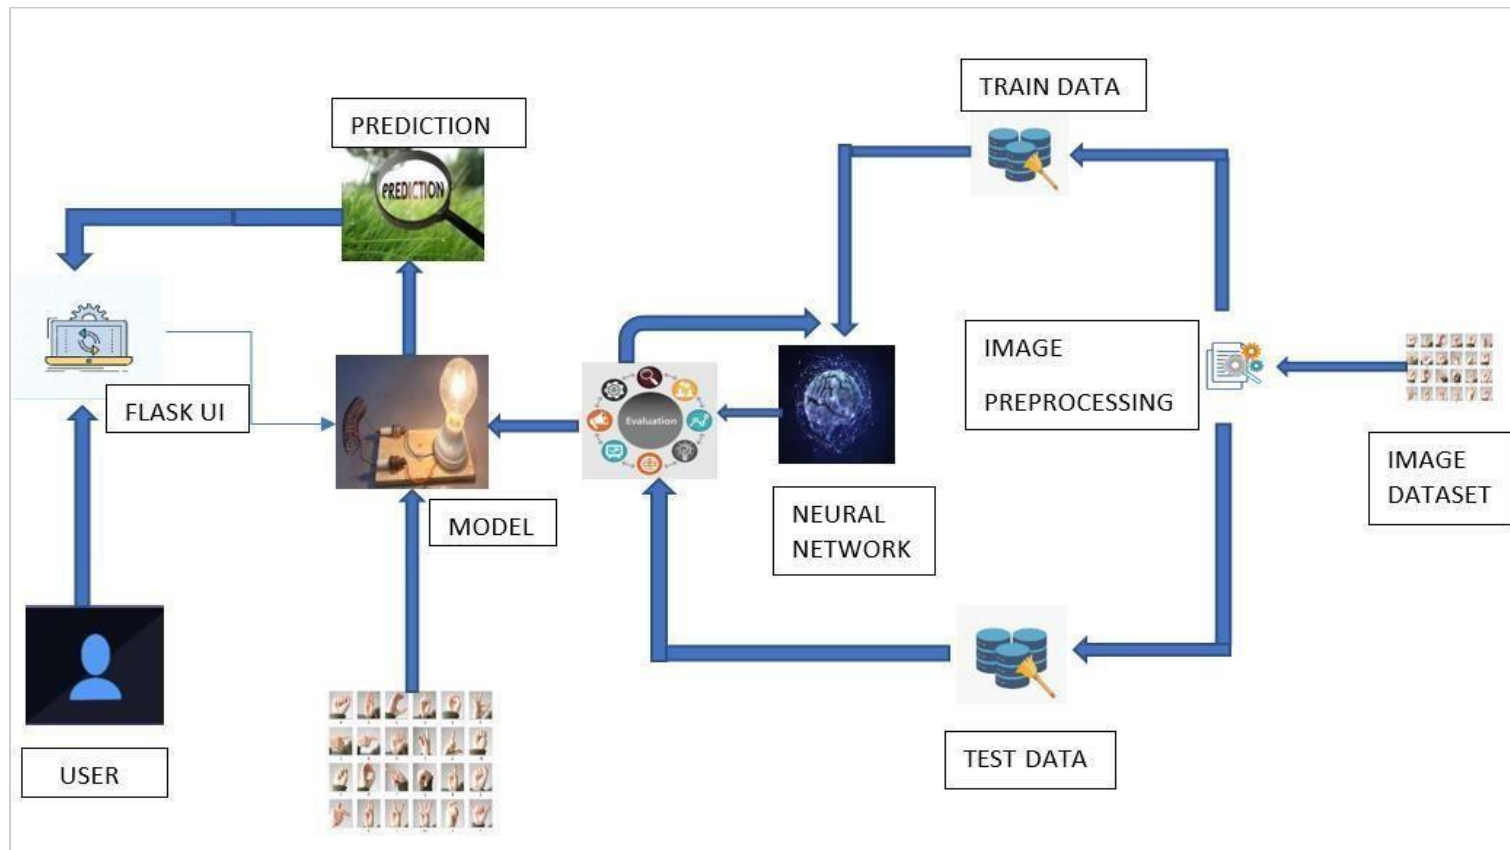 TRAIN DATA
PREDICTION
PREDICTION
IMAGE
PREPROCESSING
FLASK UI
Evaluation
IMAGE
DATASET
MODEL
NEURAL
NETWORK
USER
TEST DATA